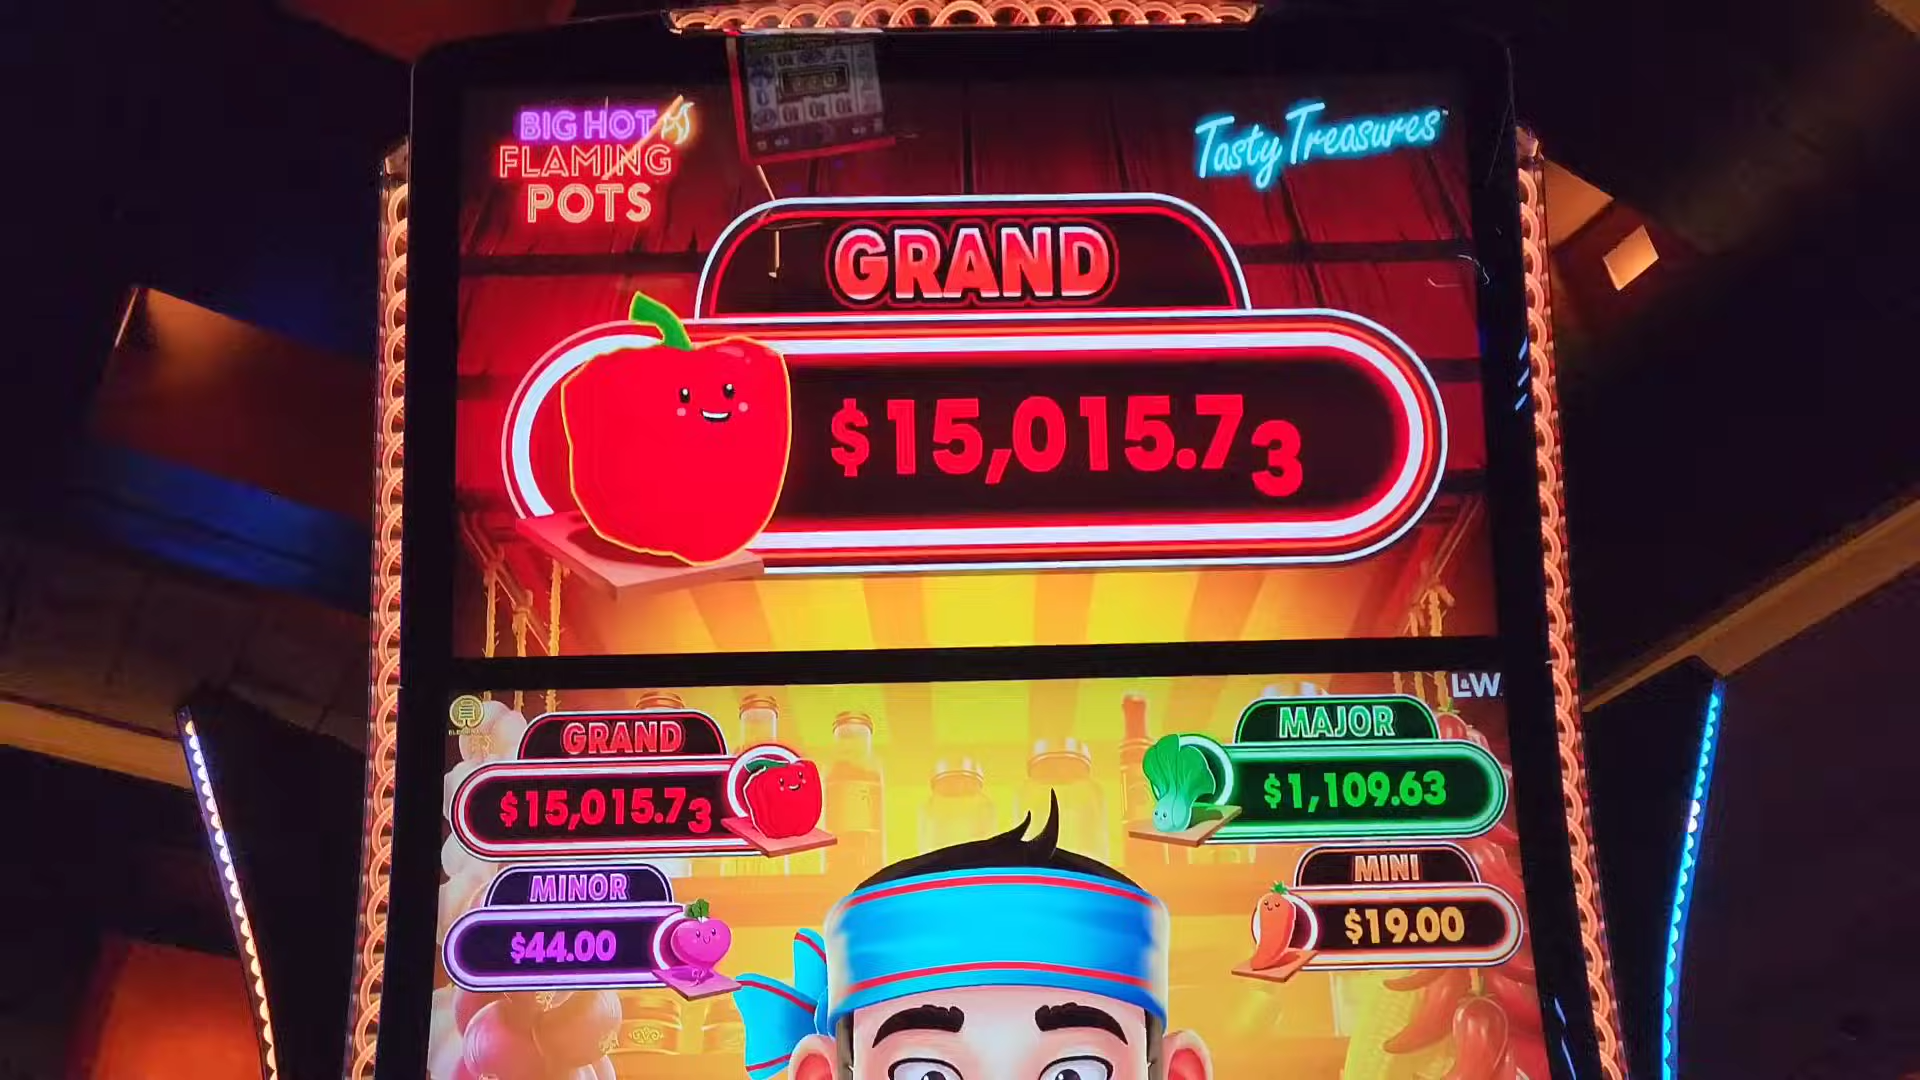 BIG HOT
FLAMING
POTS
Tasty Treasures
GRAND
$15,015.73
L&W
GRAND
$15,015.73
MAJOR
$1,109.63
MINOR
$44.00
MINI
$19.00